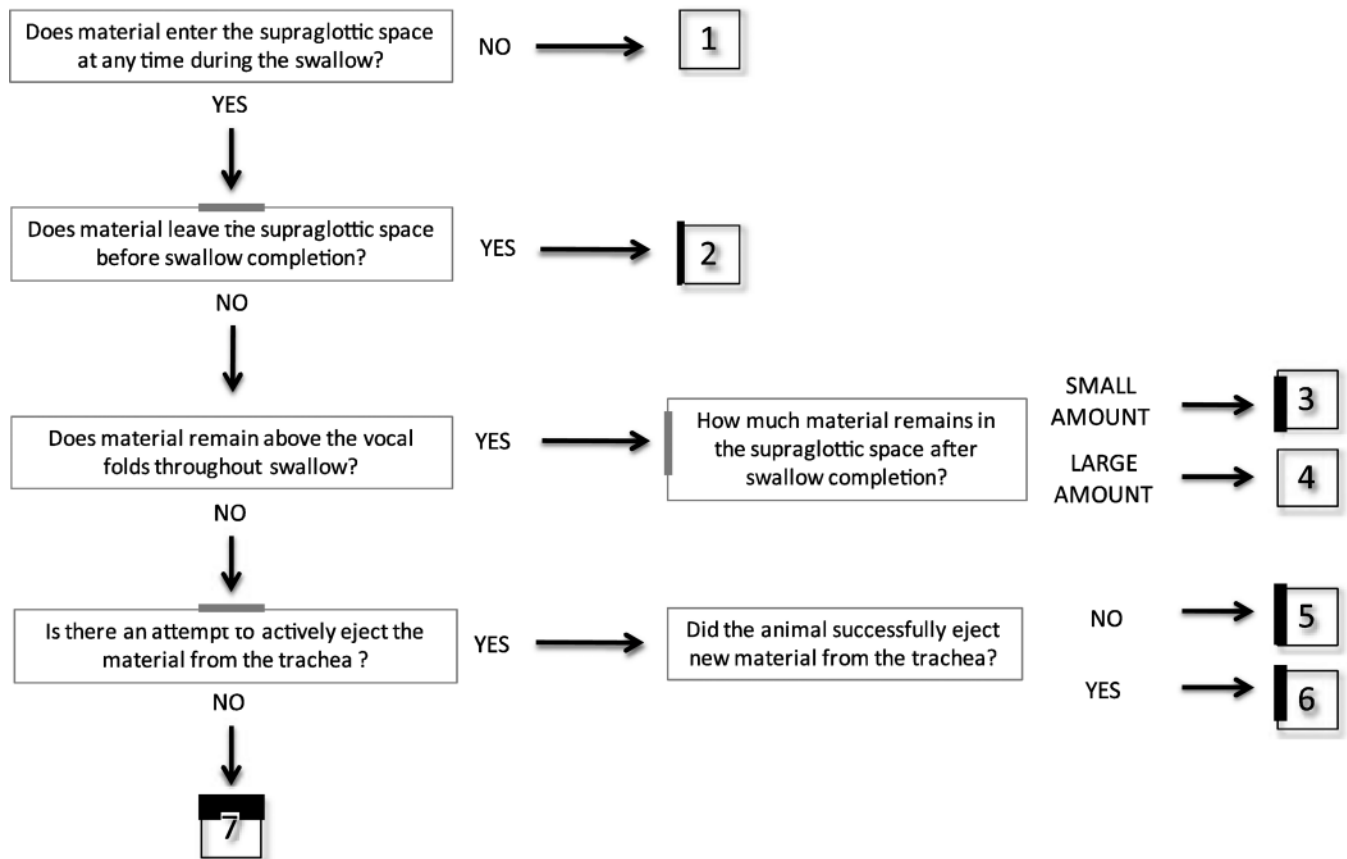 Does material enter the supraglottic space
at any time during the swallow?
NO
1
YES
Does material leave the supraglottic space
before swallow completion?
YES
2
NO
Does material remain above the vocal
folds throughout swallow?
YES
How much material remains in
the supraglottic space after
swallow completion?
SMALL
AMOUNT
3
LARGE
AMOUNT
4
NO
Is there an attempt to actively eject the
material from the trachea ?
YES
Did the animal successfully eject
new material from the trachea?
NO
5
YES
6
NO
7